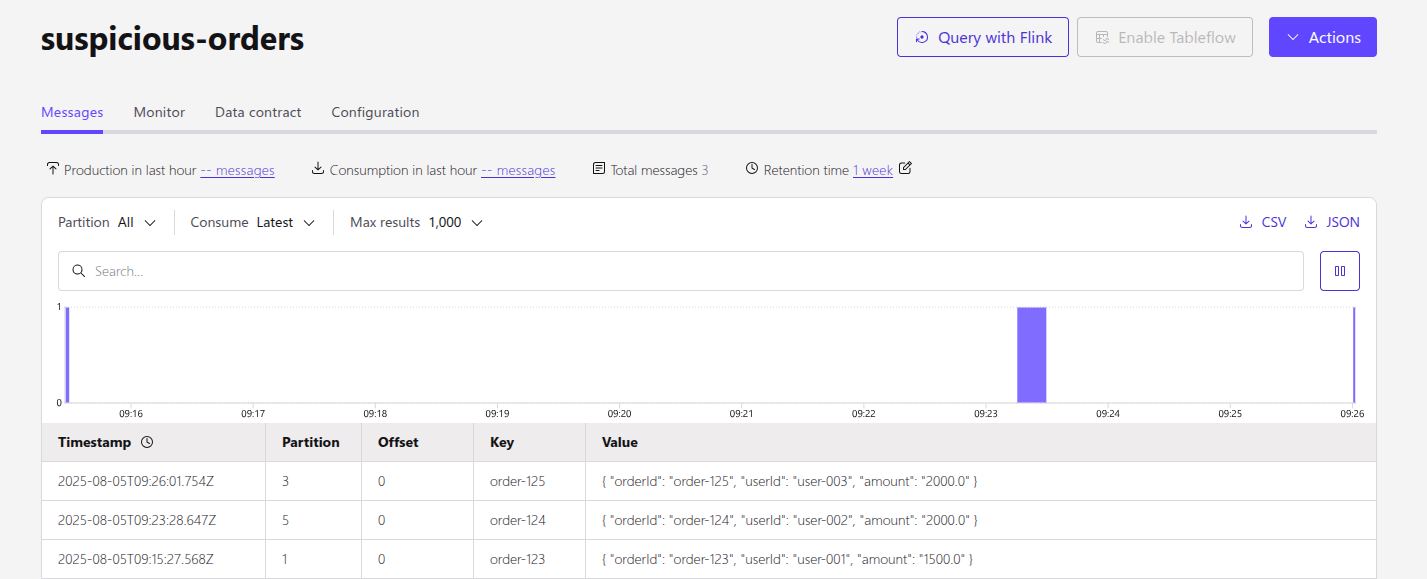 suspicious-orders
Query with Flink
Enable Tableflow
Actions
Messages Monitor Data contract Configuration
Production in last hour -- messages Consumption in last hour -- messages Total messages 3 Retention time 1 week
Partition All Consume Latest Max results 1,000 CSV JSON
Search...
1
0
09:16 09:17 09:18 09:19 09:20 09:21 09:22 09:23 09:24 09:25 09:26
Timestamp Partition Offset Key Value
2025-08-05T09:26:01.754Z 3 0 order-125 { "orderId": "order-125", "userId": "user-003", "amount": "2000.0" }
2025-08-05T09:23:28.647Z 5 0 order-124 { "orderId": "order-124", "userId": "user-002", "amount": "2000.0" }
2025-08-05T09:15:27.568Z 1 0 order-123 { "orderId": "order-123", "userId": "user-001", "amount": "1500.0" }